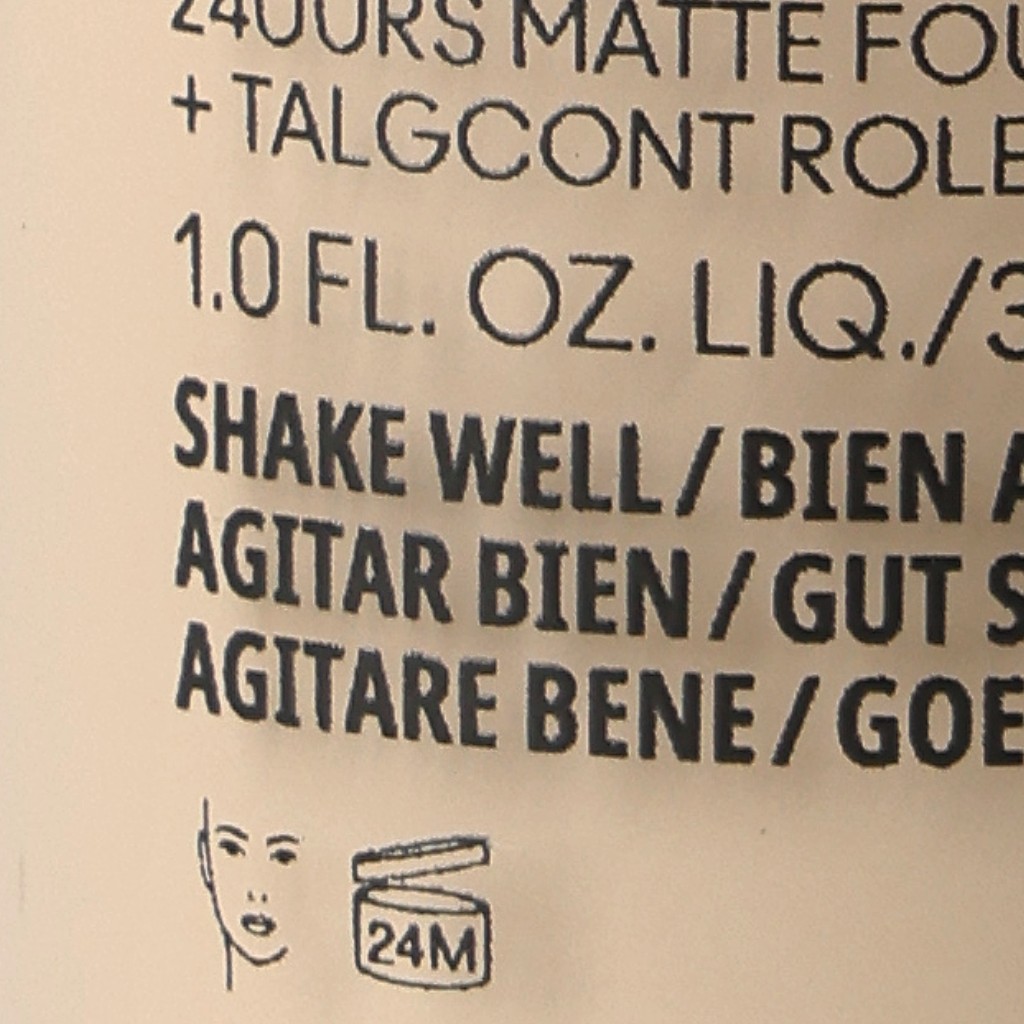 24OURS MATTE FOU
+ TALGCONT ROLE
1.0 FL. OZ. LIQ./3
SHAKE WELL / BIEN A
AGITAR BIEN / GUT S
AGITARE BENE / GOE
24M